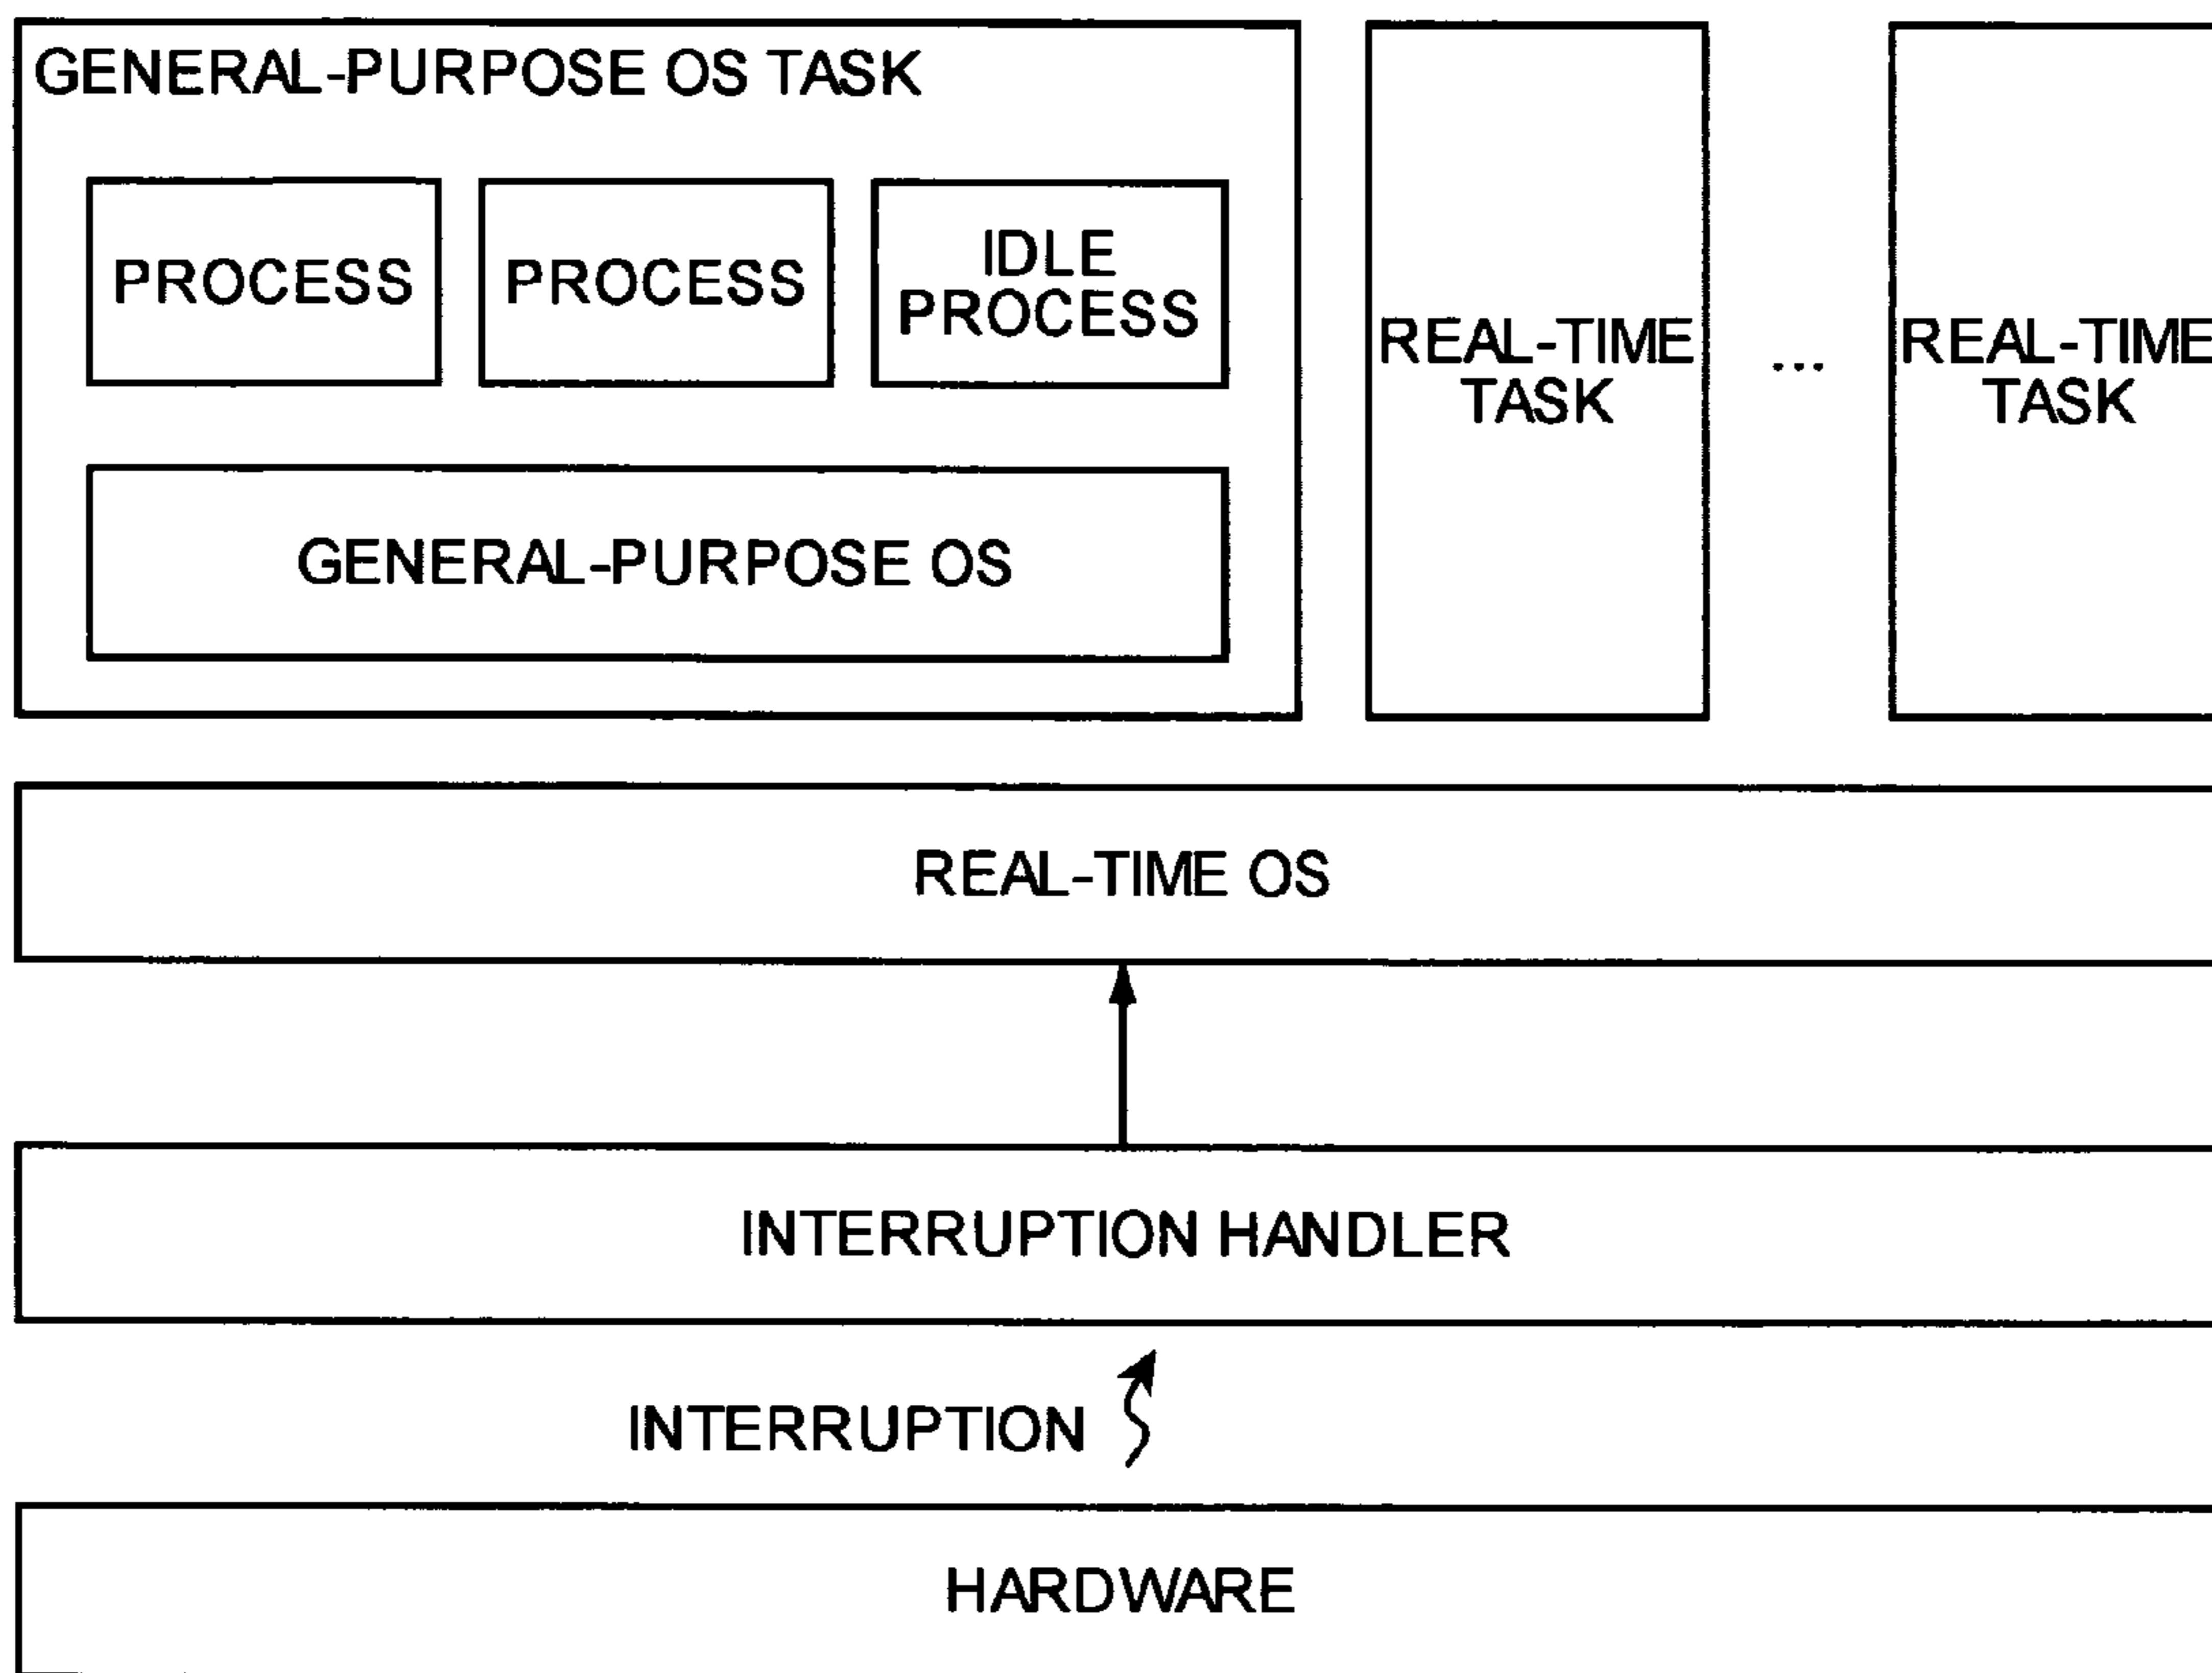 GENERAL-PURPOSE OS TASK
PROCESS
PROCESS
IDLE
PROCESS
REAL-TIME
TASK
...
REAL-TIME
TASK
GENERAL-PURPOSE OS
REAL-TIME OS
INTERRUPTION HANDLER
INTERRUPTION
HARDWARE